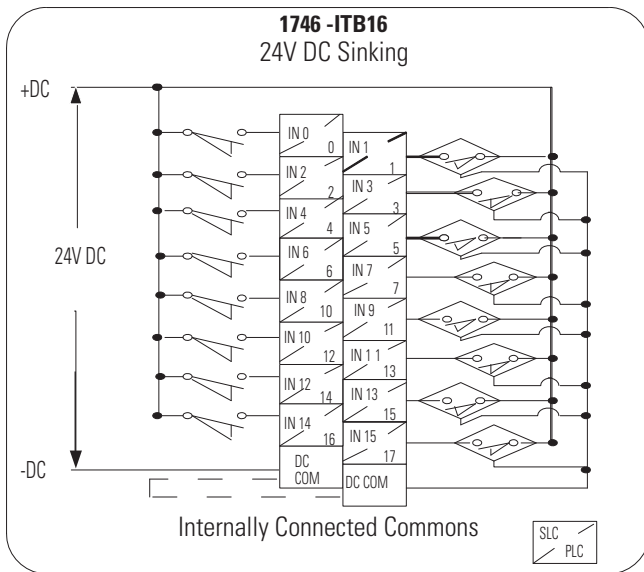 1746 -ITB16
24V DC Sinking
+DC
IN 0
0
IN 1
1
IN 2
2
IN 3
3
IN 4
4
IN 5
5
24V DC
IN 6
6
IN 7
7
IN 8
10
IN 9
11
IN 10
12
IN 1 1
13
IN 12
14
IN 13
15
IN 14
16
IN 15
17
-DC
DC
COM
DC COM
Internally Connected Commons
SLC
PLC